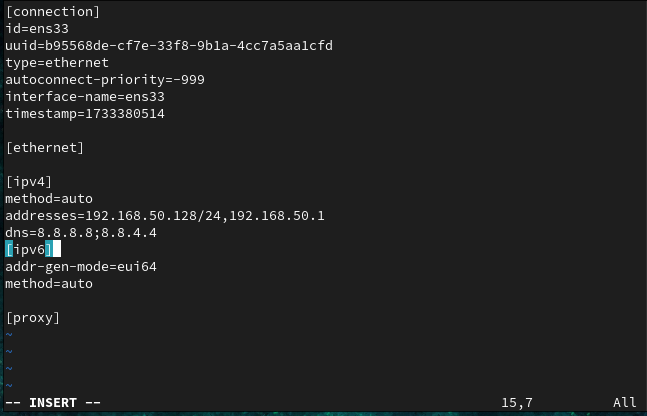 [connection]
id=ens33
uuid=b95568de-cf7e-33f8-9b1a-4cc7a5aa1cfd
type=ethernet
autoconnect-priority=-999
interface-name=ens33
timestamp=1733380514
[ethernet]
[ipv4]
method=auto
addresses=192.168.50.128/24,192.168.50.1
dns=8.8.8.8;8.8.4.4
[ipv6]
addr-gen-mode=eui64
method=auto
[proxy]
~
~
~
~
-- INSERT -- 15,7 All